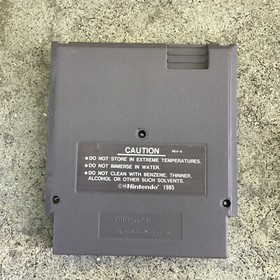 CAUTION REV-A
• DO NOT STORE IN EXTREME TEMPERATURES.
• DO NOT IMMERSE IN WATER.
• DO NOT CLEAN WITH BENZENE, THINNER,
ALCOHOL OR OTHER SUCH SOLVENTS.
©®Nintendo 1985